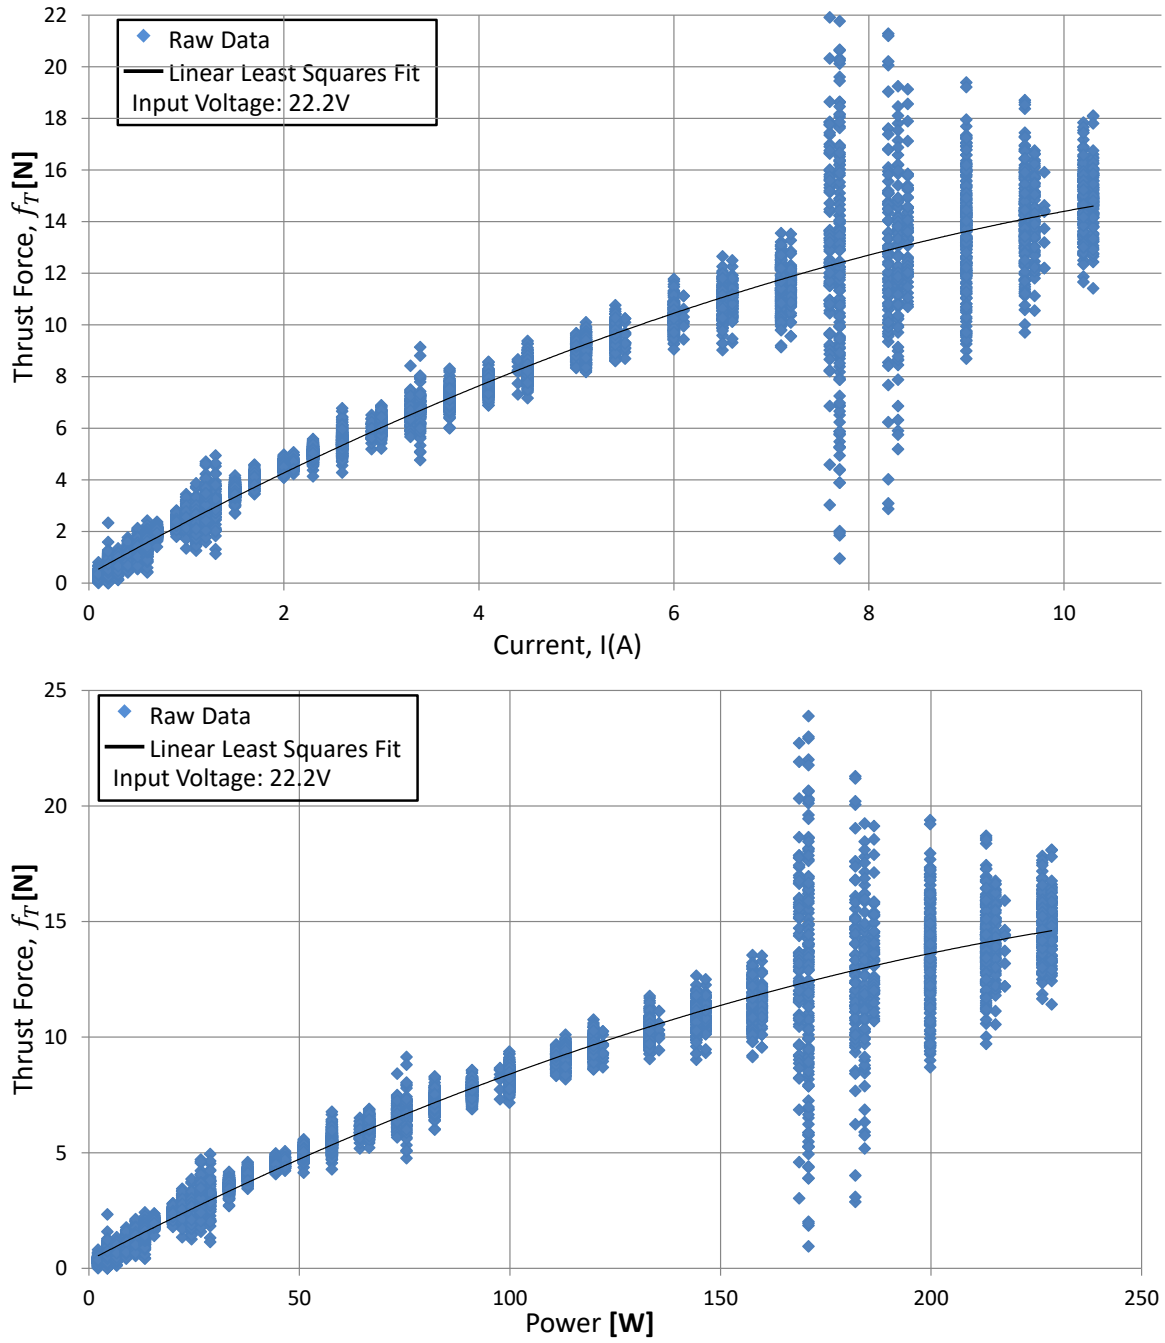 22
20
18
16
14
12
10
8
6
4
2
0
Raw Data
Linear Least Squares Fit
Input Voltage: 22.2V
Thrust Force, f_T [N]
0 2 4 6 8 10
Current, I(A)
25
20
15
10
5
0
Raw Data
Linear Least Squares Fit
Input Voltage: 22.2V
Thrust Force, f_T [N]
0 50 100 150 200 250
Power [W]